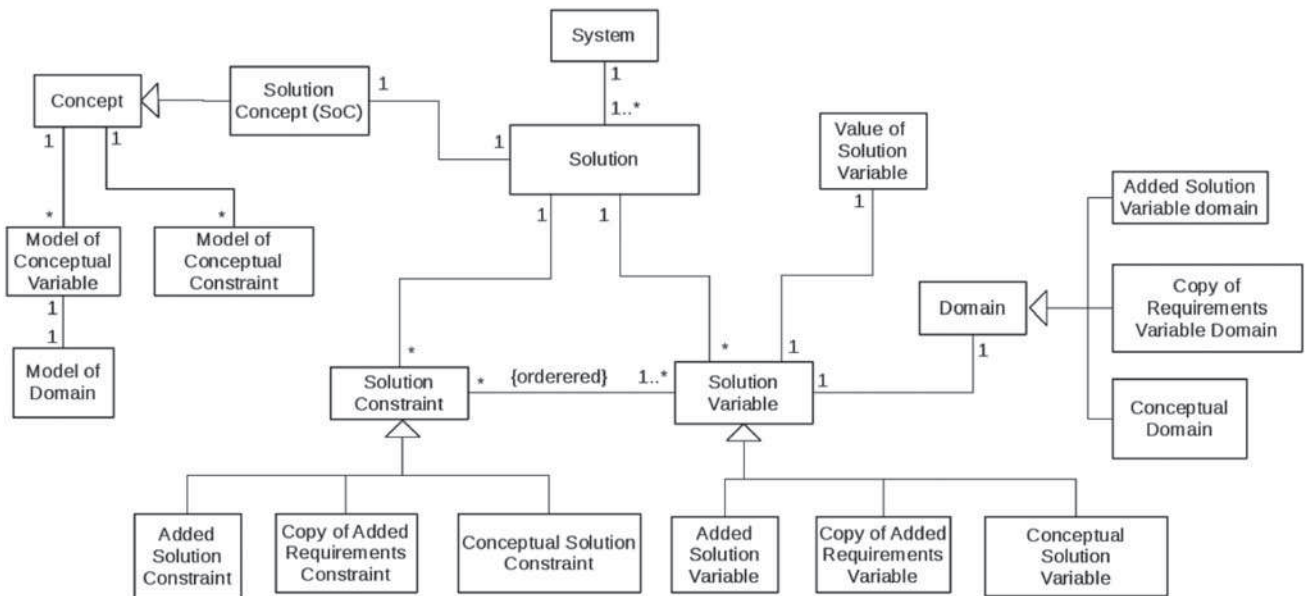 System
1
1..*
Concept
Solution
Concept (SoC)
1
1
Solution
Value of
Solution
Variable
1
1
1
1
1
*
*
Model of
Conceptual
Variable
Model of
Conceptual
Constraint
1
1
Model of
Domain
Added Solution
Variable domain
Copy of
Requirements
Variable Domain
Conceptual
Domain
Domain
1
*
*
1
Solution
Constraint
*
{orderered}
1..*
Solution
Variable
1
Added
Solution
Constraint
Copy of Added
Requirements
Constraint
Conceptual Solution
Constraint
Added
Solution
Variable
Copy of Added
Requirements
Variable
Conceptual
Solution
Variable